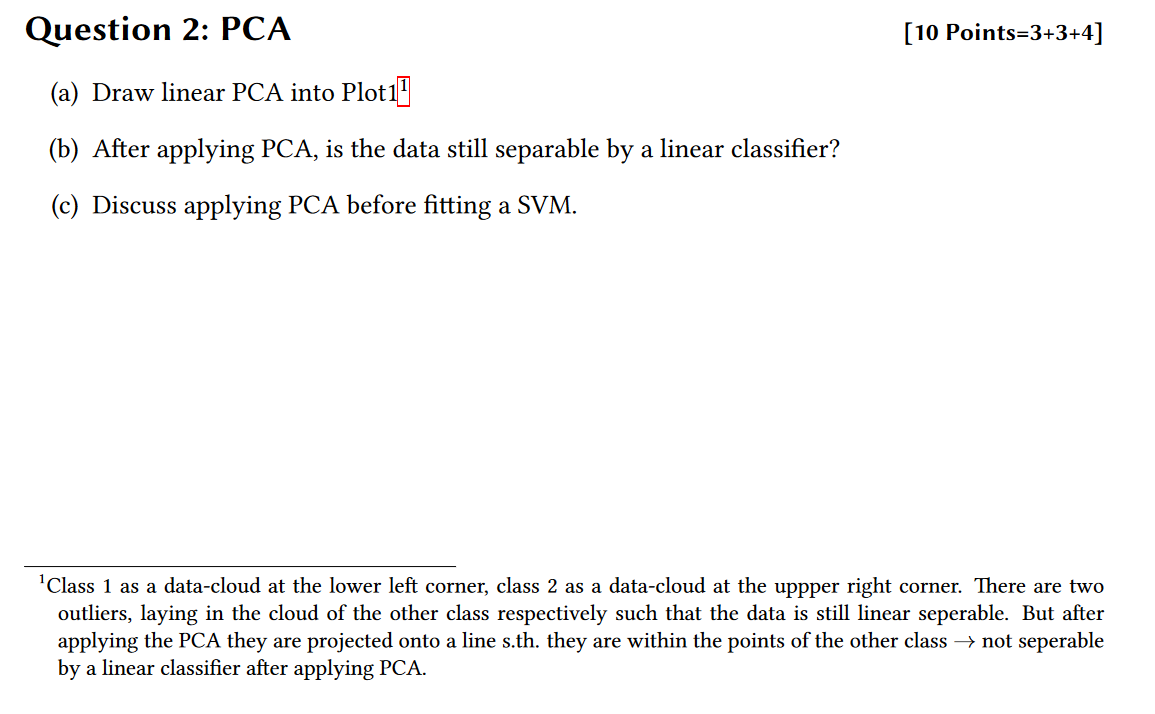 Question 2: PCA [10 Points=3+3+4]
(a) Draw linear PCA into Plot1¹
(b) After applying PCA, is the data still separable by a linear classifier?
(c) Discuss applying PCA before fitting a SVM.
¹Class 1 as a data-cloud at the lower left corner, class 2 as a data-cloud at the uppper right corner. There are two
outliers, laying in the cloud of the other class respectively such that the data is still linear seperable. But after
applying the PCA they are projected onto a line s.th. they are within the points of the other class → not seperable
by a linear classifier after applying PCA.